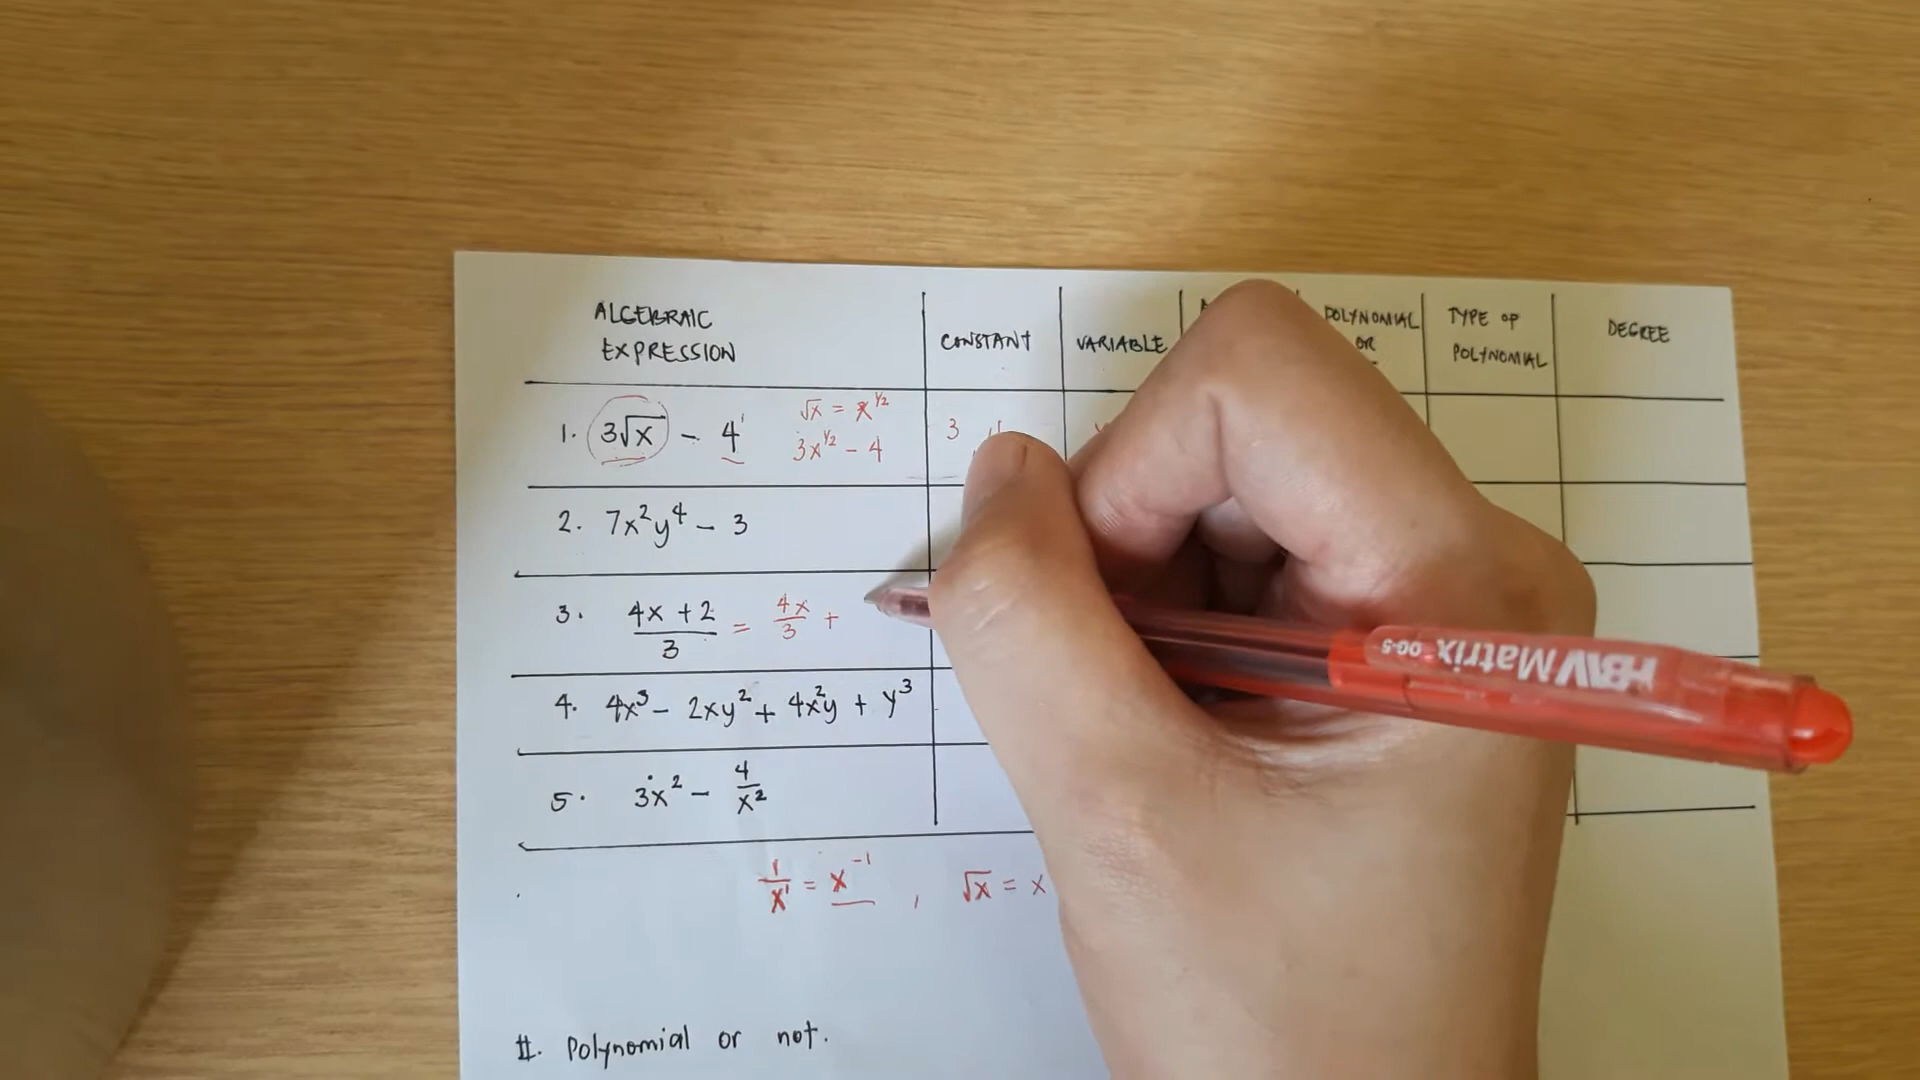 ALGEBRAIC
EXPRESSION
CONSTANT
VARIABLE
POLYNOMIAL
OR
TYPE OF
POLYNOMIAL
DEGREE
1. 3√x - 4
√x = x^1/2
3x^1/2 - 4
3
2. 7x²y⁴ - 3
3. (4x + 2)/3 = 4x/3 +
4. 4x³ - 2xy² + 4x²y + y³
5. 3x² - 4/x²
1/x¹ = x⁻¹ , √x = x
II. Polynomial or not.
HBW Matrix OG-5